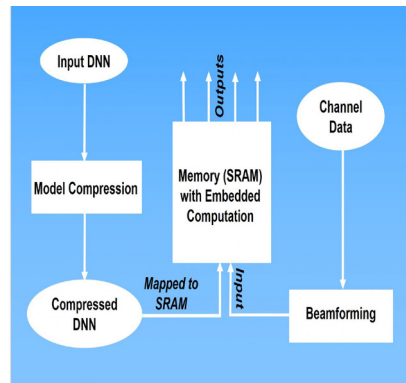 Input DNN
Model Compression
Compressed
DNN
Mapped to
SRAM
Outputs
Memory (SRAM)
with Embedded
Computation
Input
Channel
Data
Beamforming